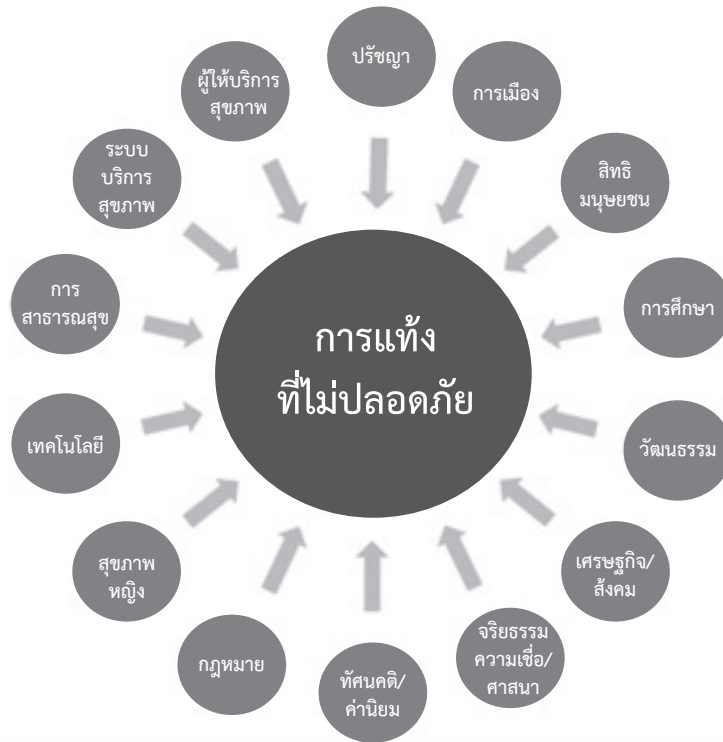 ปรัชญา
การเมือง
สิทธิ
มนุษยชน
การศึกษา
วัฒนธรรม
เศรษฐกิจ/
สังคม
จริยธรรม
ความเชื่อ/
ศาสนา
ทัศนคติ/
ค่านิยม
กฎหมาย
สุขภาพ
หญิง
เทคโนโลยี
การ
สาธารณสุข
ระบบ
บริการ
สุขภาพ
ผู้ให้บริการ
สุขภาพ
การแท้ง
ที่ไม่ปลอดภัย